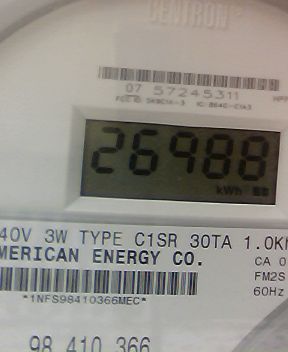 CENTRON
07 57245311
26988
kWh
40V 3W TYPE C1SR 30TA 1.0Kh
MERICAN ENERGY CO.
CA 0
FM2S
60Hz
*1NFS98410366MEC*
98 410 366